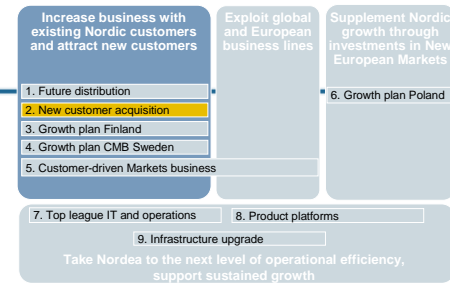 Increase business with
existing Nordic customers
and attract new customers
Exploit global
and European
business lines
Supplement Nordic
growth through
investments in New
European Markets
1. Future distribution
2. New customer acquisition
3. Growth plan Finland
4. Growth plan CMB Sweden
5. Customer-driven Markets business
6. Growth plan Poland
7. Top league IT and operations
8. Product platforms
9. Infrastructure upgrade
Take Nordea to the next level of operational efficiency,
support sustained growth